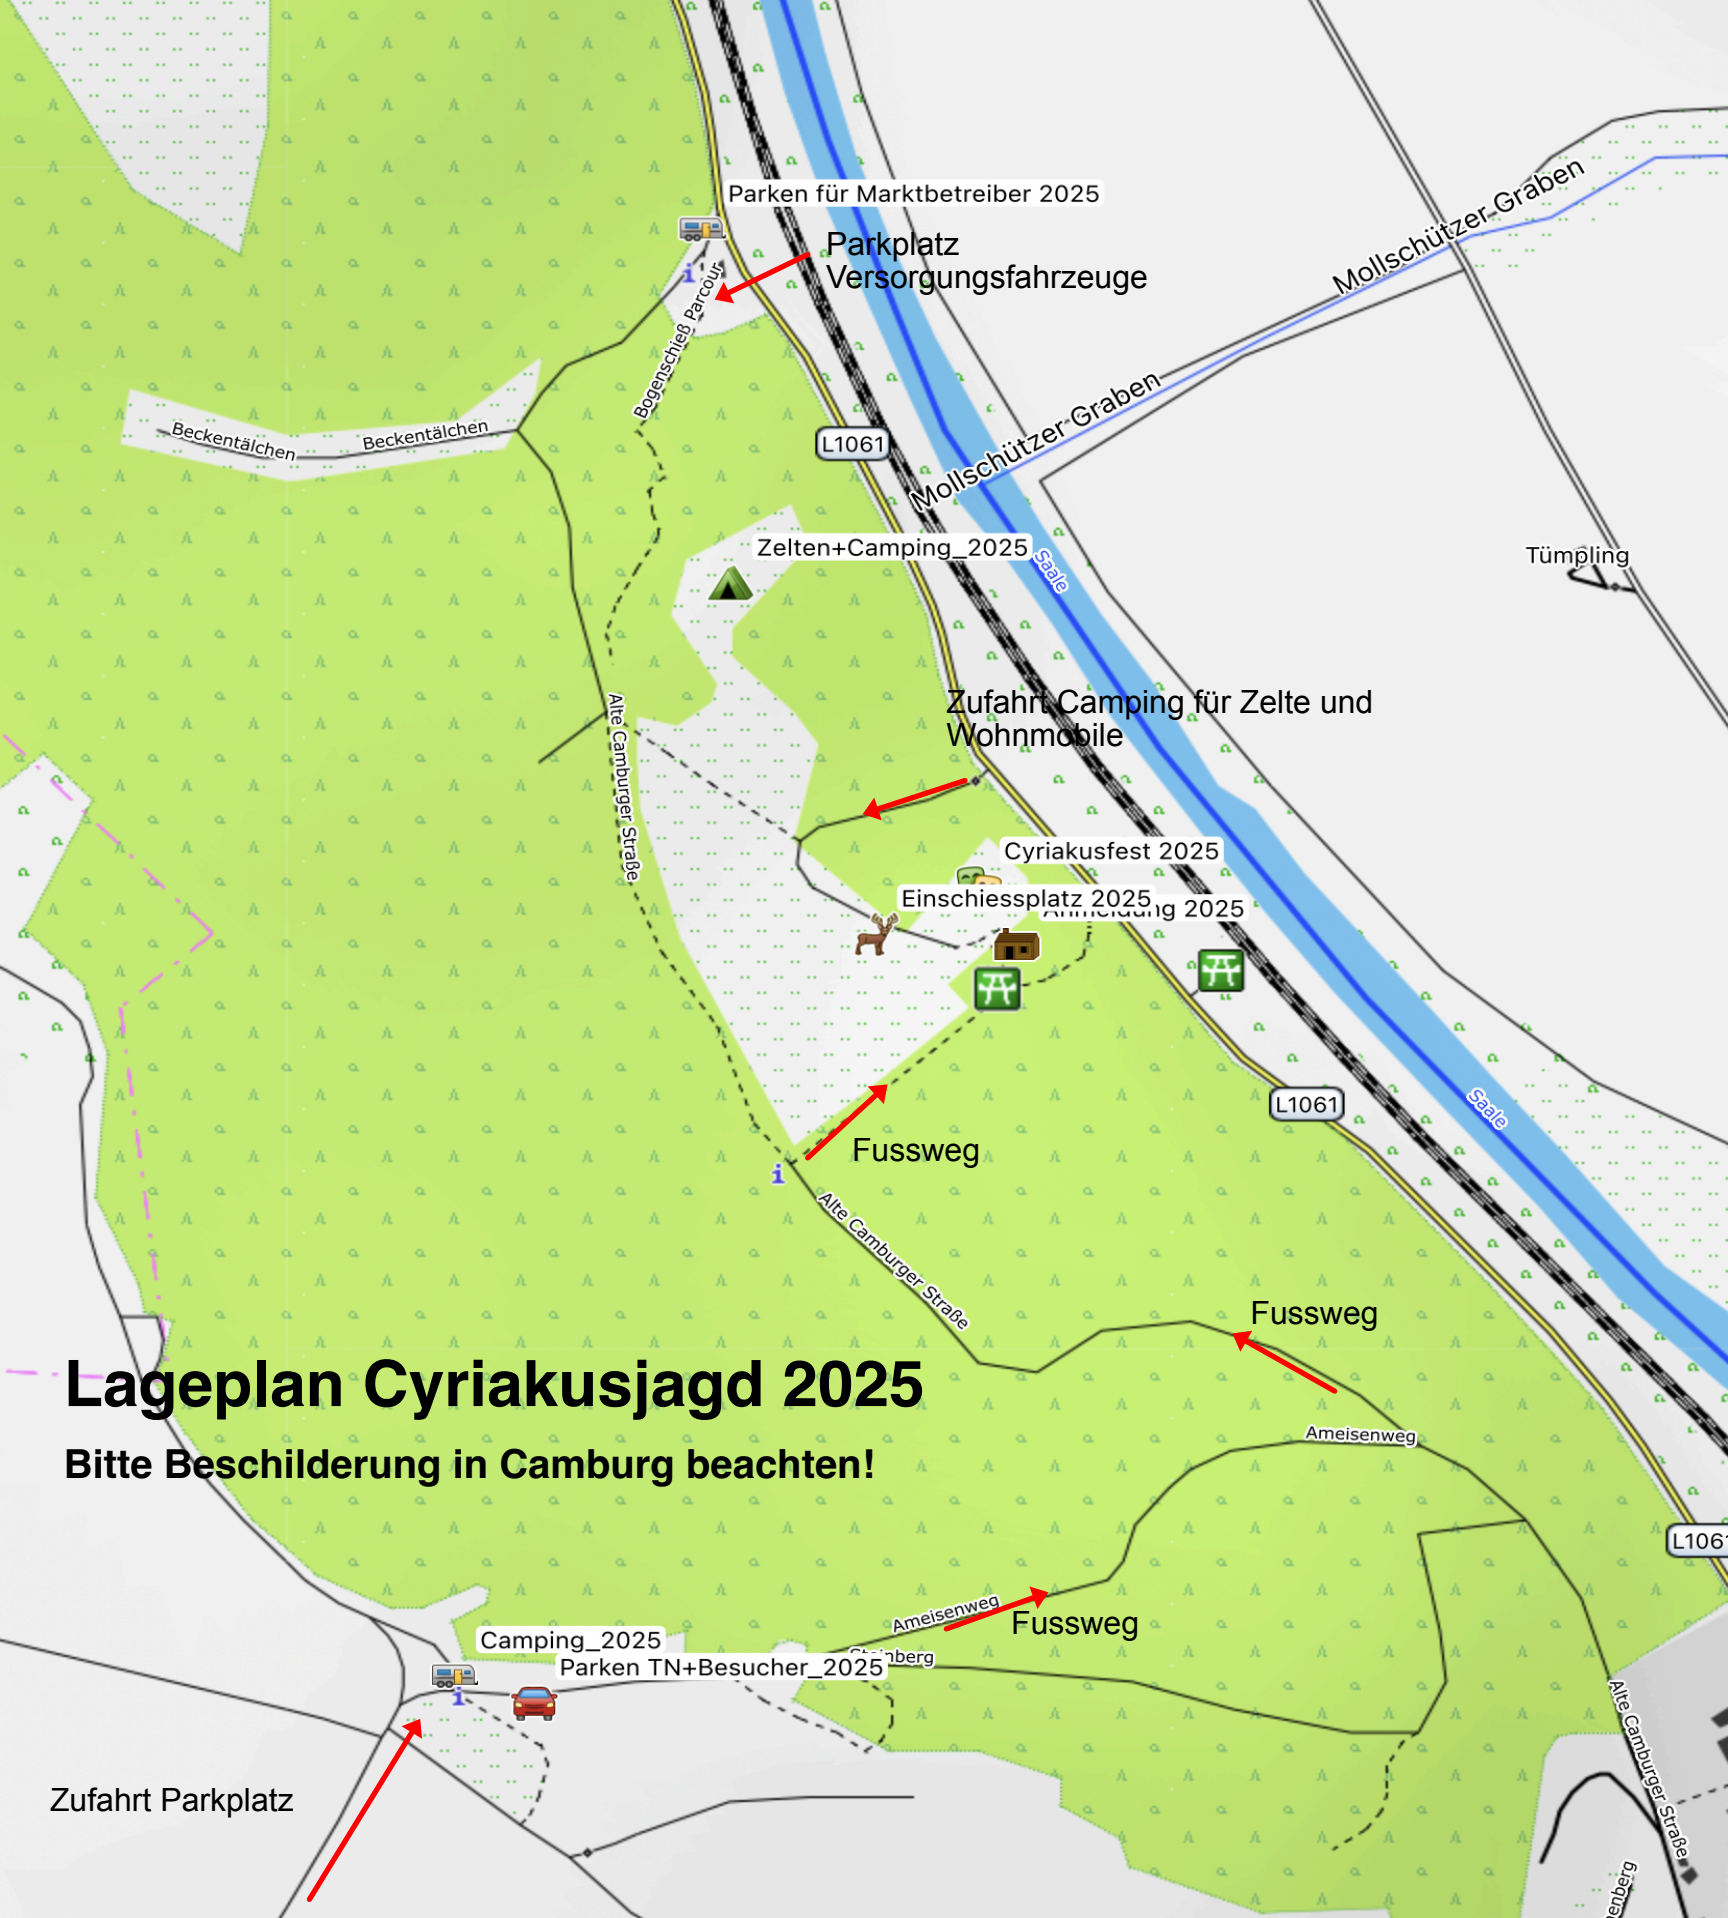 Parken für Marktbetreiber 2025
Parkplatz
Versorgungsfahrzeuge
Mollschützer Graben
Bogenschieß Parcour
Beckentälchen
Beckentälchen
L1061
Mollschützer Graben
Zelten+Camping_2025
Saale
Tümpling
Zufahrt Camping für Zelte und
Wohnmobile
Alte Camburger Straße
Cyriakusfest 2025
Einschiessplatz 2025
Anmeldung 2025
L1061
Saale
Fussweg
Alte Camburger Straße
Fussweg
Lageplan Cyriakusjagd 2025
Ameisenweg
Bitte Beschilderung in Camburg beachten!
L1061
Ameisenweg
Fussweg
Camping_2025
Steinberg
Parken TN+Besucher_2025
Alte Camburger Straße
Zufahrt Parkplatz